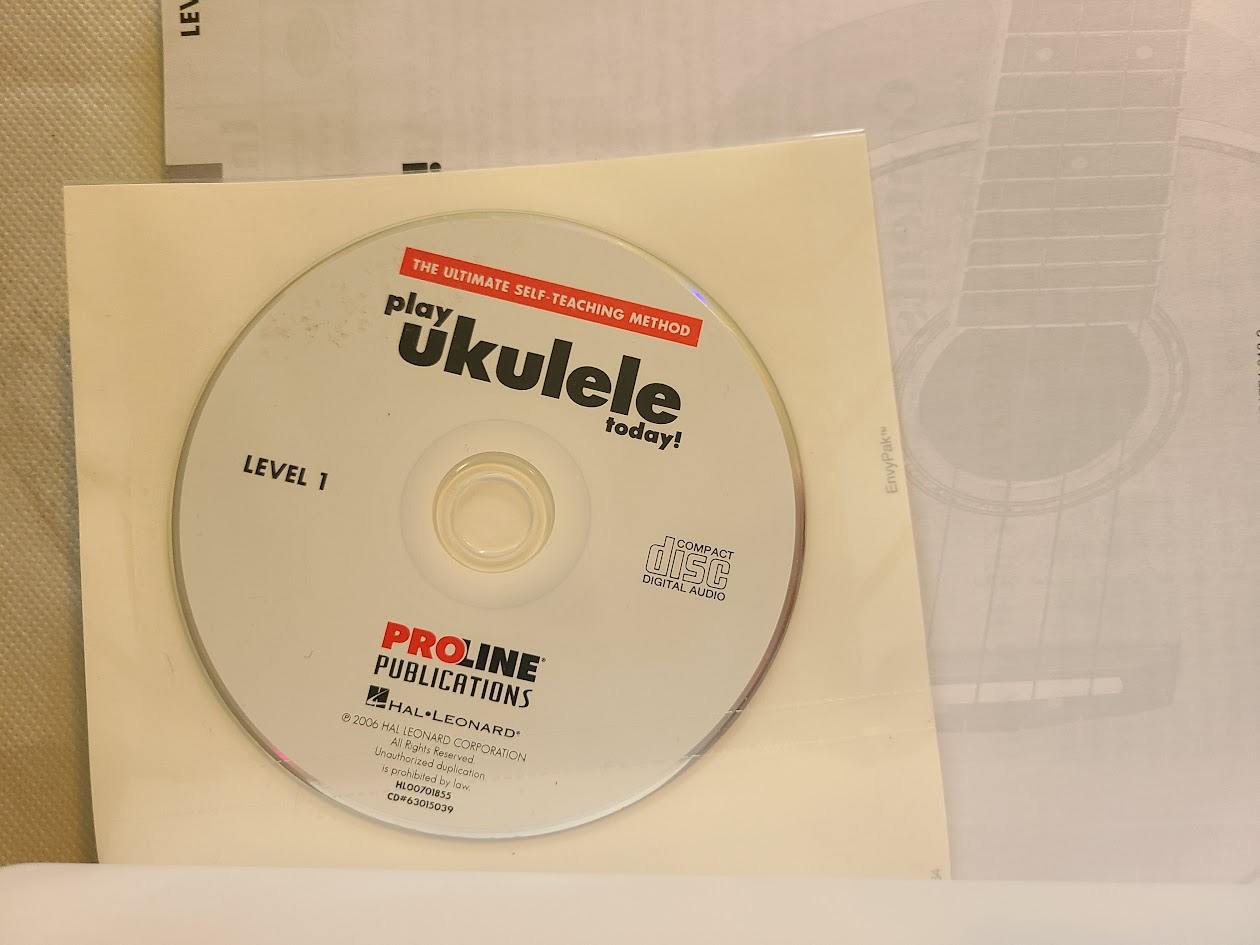 LEV
THE ULTIMATE SELF-TEACHING METHOD
play
ukulele
today!
LEVEL 1
COMPACT
disc
DIGITAL AUDIO
PROLINE®
PUBLICATIONS
HAL•LEONARD®
℗ 2006 HAL LEONARD CORPORATION
All Rights Reserved.
Unauthorized duplication
is prohibited by law.
HL00701855
CD#63015039
EnvyPak™